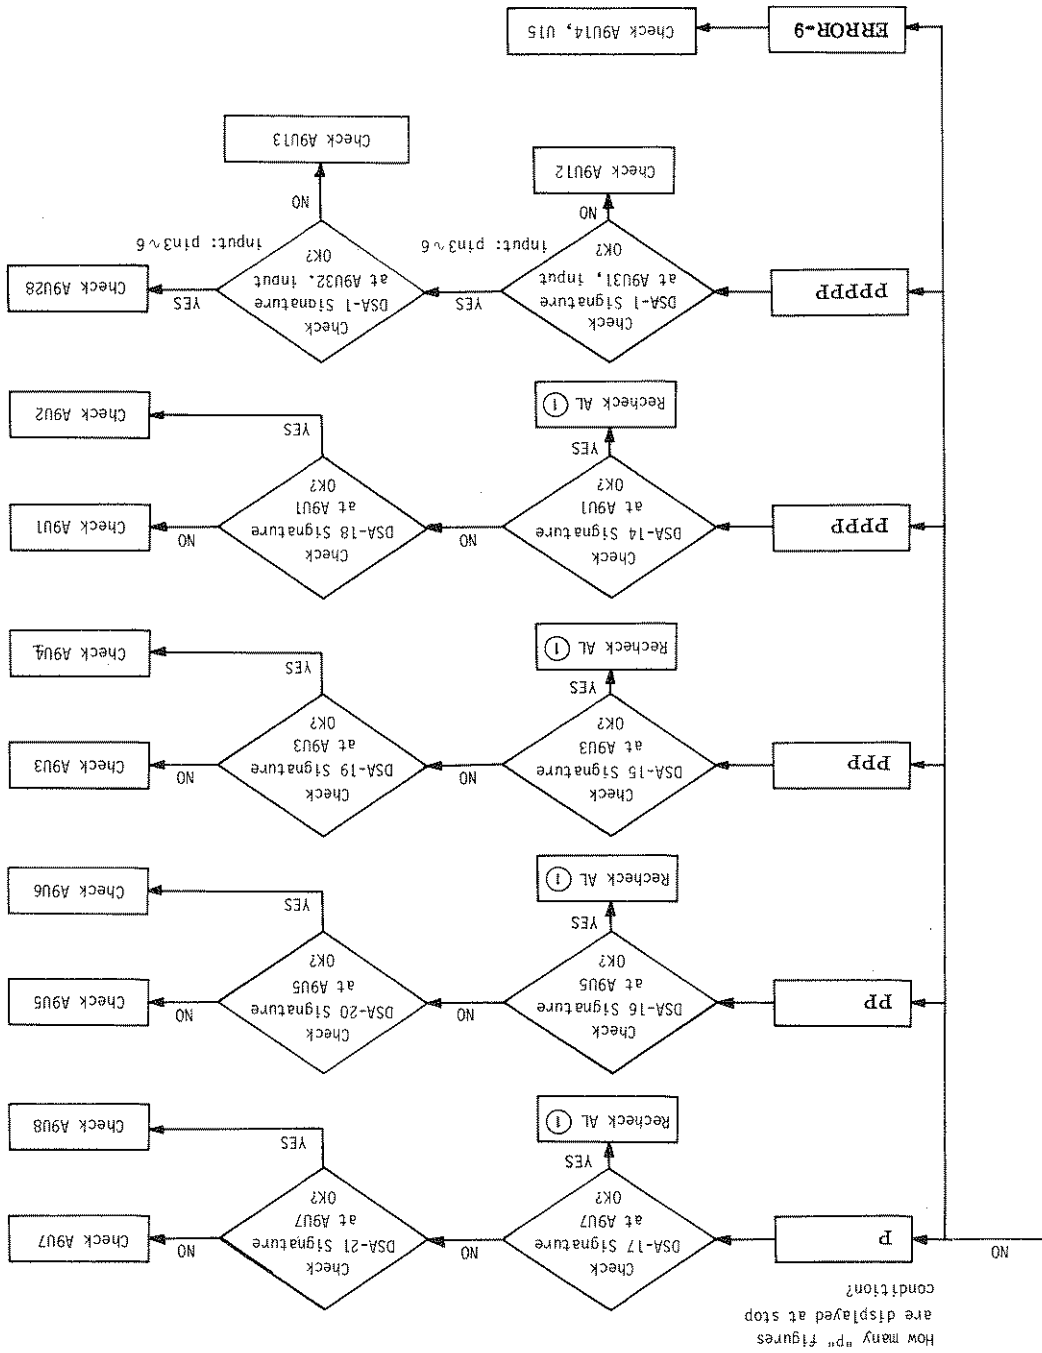 How many "P" figures
are displayed at stop
condition?
NO
P
Check
DSA-17 Signature
at A9U7
OK?
NO
YES
Recheck AL ①
Check
DSA-21 Signature
at A9U7
OK?
NO
Check A9U7
YES
Check A9U8
PP
Check
DSA-16 Signature
at A9U5
OK?
NO
YES
Recheck AL ①
Check
DSA-20 Signature
at A9U5
OK?
NO
Check A9U5
YES
Check A9U6
PPP
Check
DSA-15 Signature
at A9U3
OK?
NO
YES
Recheck AL ①
Check
DSA-19 Signature
at A9U3
OK?
NO
Check A9U3
YES
Check A9U4
PPPP
Check
DSA-14 Signature
at A9U1
OK?
NO
YES
Recheck AL ①
Check
DSA-18 Signature
at A9U1
OK?
NO
Check A9U1
YES
Check A9U2
PPPPP
Check
DSA-1 Signature
at A9U31, input
OK?
input: pin3~6
YES
NO
Check A9U12
Check
DSA-1 Signature
at A9U32. input
OK?
input: pin3~6
YES
Check A9U28
NO
Check A9U13
ERROR-9
Check A9U14, U15